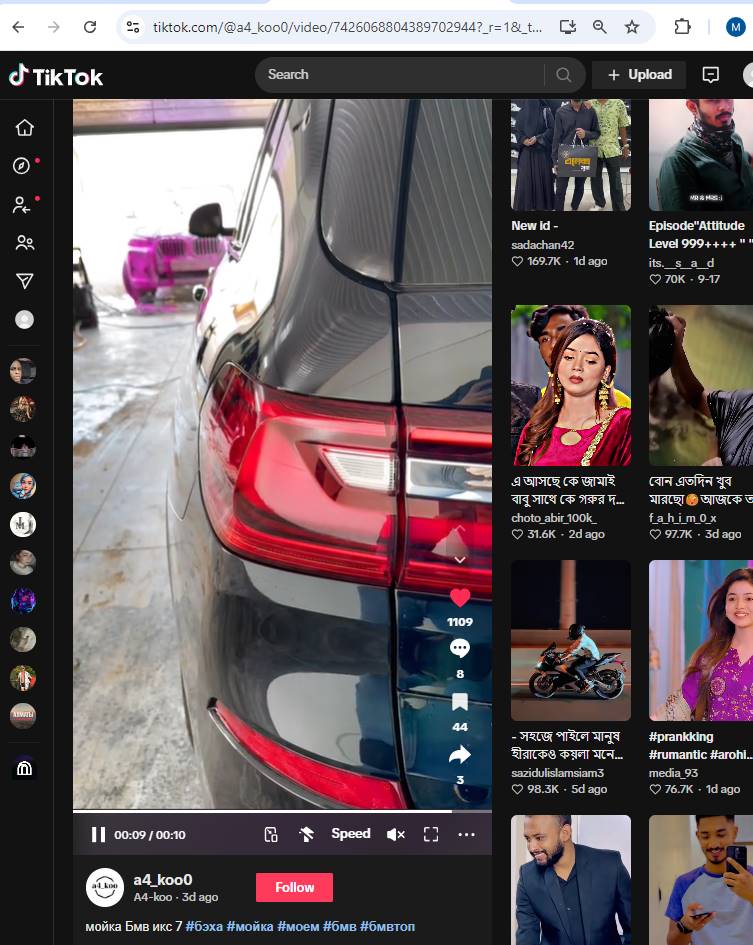 tiktok.com/@a4_koo0/video/7426068804389702944?_r=1&_t...
M
TikTok
Search
Upload
MR & MRS :)
New id -
sadachan42
169.7K · 1d ago
Episode"Attitude
Level 999++++ " "
its.__s__a__d
70K · 9-17
এ আসছে কে জামাই
বাবু সাথে কে গরুর দ...
choto_abir_100k_
31.6K · 2d ago
বোন এতদিন খুব
মারছো🥵 আজকে ত
f_a_h_i_m_0_x
97.7K · 3d ago
1109
8
44
3
- সহজে পাইলে মানুষ
হীরাকেও কয়লা মনে...
sazidulislamsiam3
98.3K · 5d ago
#prankking
#rumantic #arohi...
media_93
76.7K · 1d ago
00:09 / 00:10
Speed
a4_koo
a4_koo0
A4-koo · 3d ago
Follow
мойка Бмв икс 7 #бэха #мойка #моем #бмв #бмвтоп